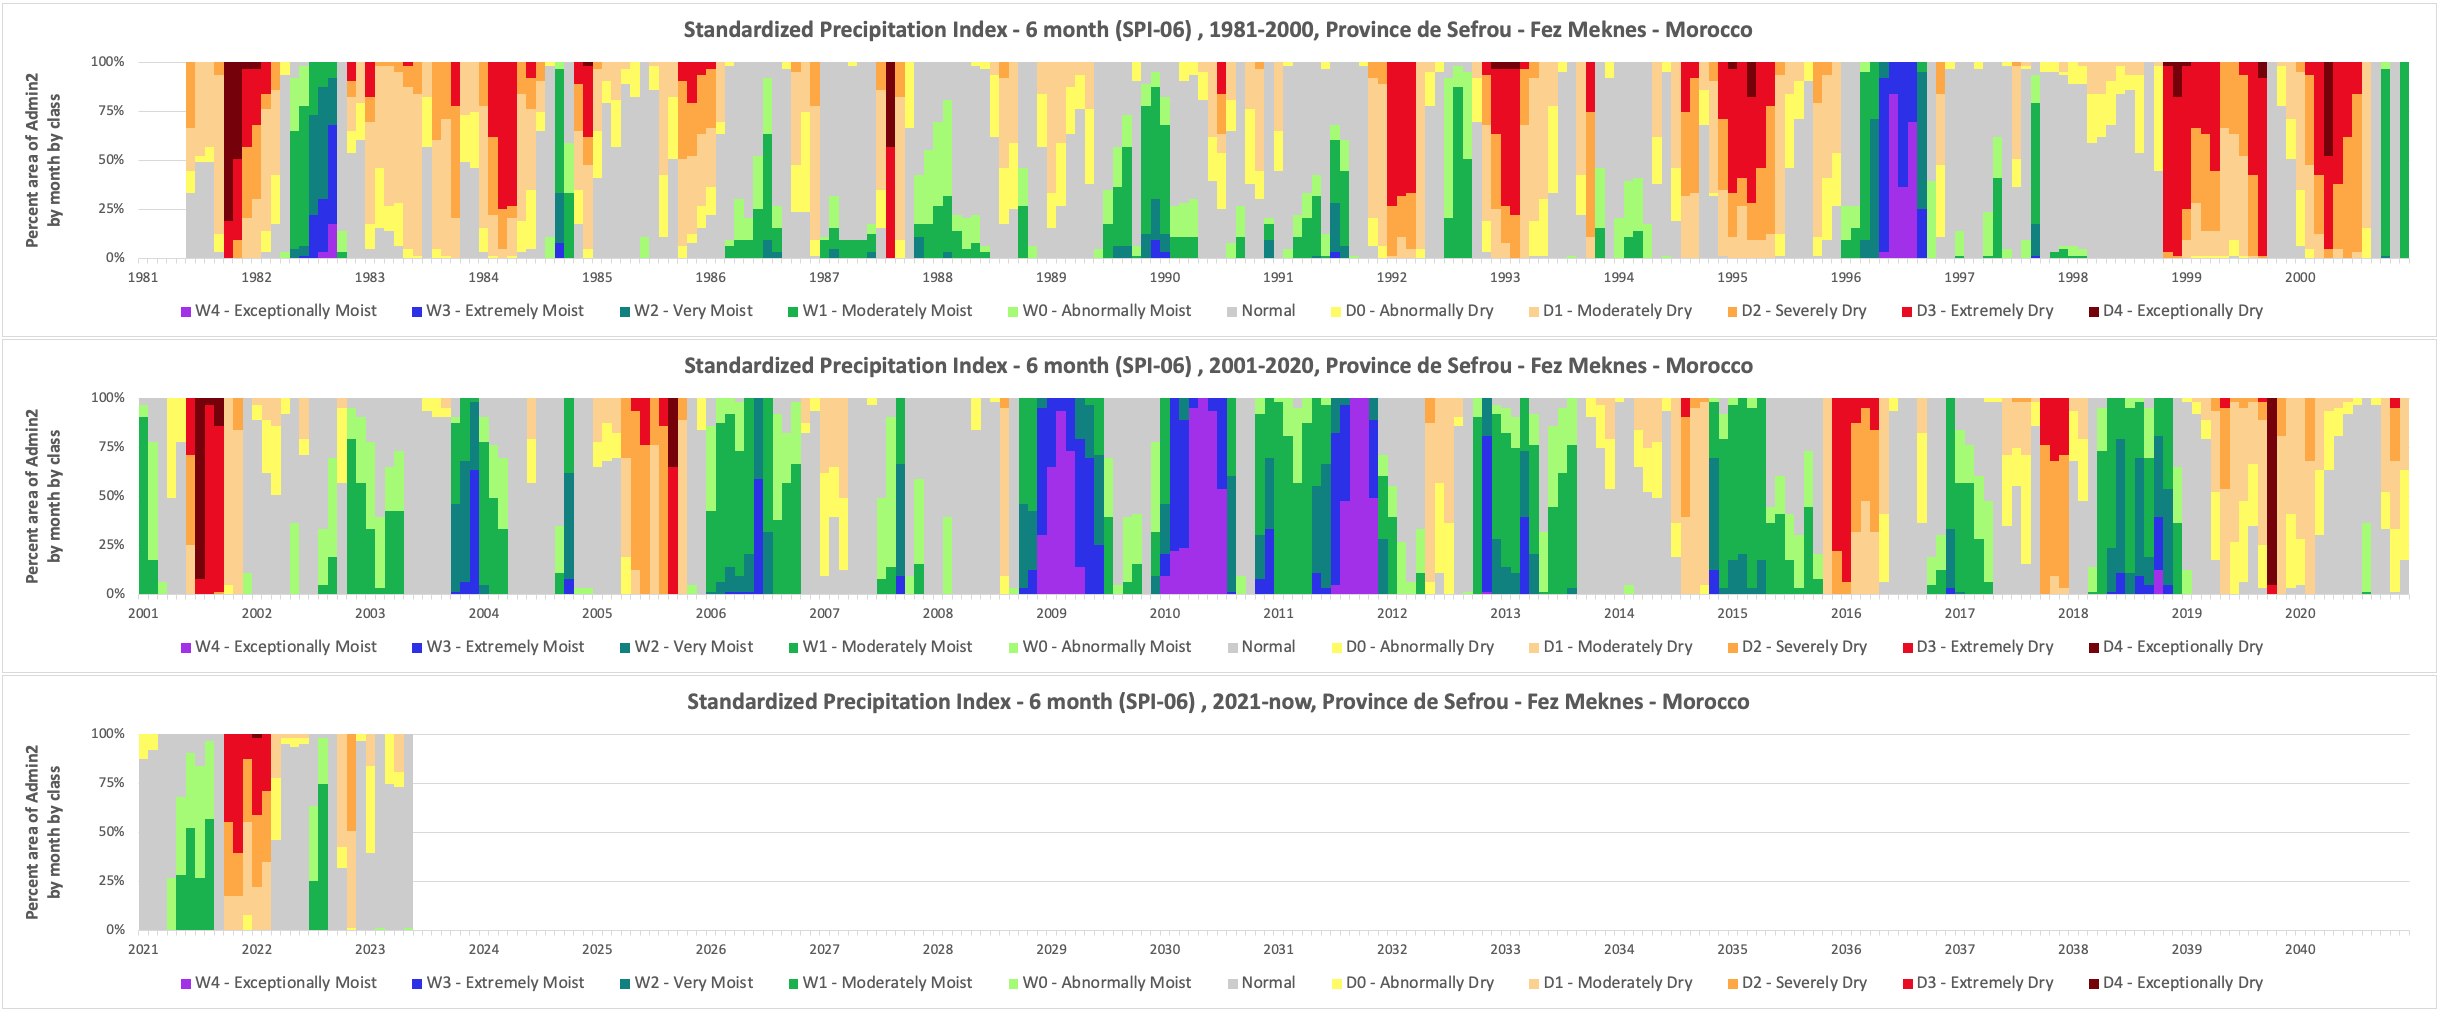 Standardized Precipitation Index - 6 month (SPI-06) , 1981-2000, Province de Sefrou - Fez Meknes - Morocco
Percent area of Admin2
by month by class
100%
75%
50%
25%
0%
1981 1982 1983 1984 1985 1986 1987 1988 1989 1990 1991 1992 1993 1994 1995 1996 1997 1998 1999 2000
W4 - Exceptionally Moist W3 - Extremely Moist W2 - Very Moist W1 - Moderately Moist W0 - Abnormally Moist Normal D0 - Abnormally Dry D1 - Moderately Dry D2 - Severely Dry D3 - Extremely Dry D4 - Exceptionally Dry
Standardized Precipitation Index - 6 month (SPI-06) , 2001-2020, Province de Sefrou - Fez Meknes - Morocco
Percent area of Admin2
by month by class
100%
75%
50%
25%
0%
2001 2002 2003 2004 2005 2006 2007 2008 2009 2010 2011 2012 2013 2014 2015 2016 2017 2018 2019 2020
W4 - Exceptionally Moist W3 - Extremely Moist W2 - Very Moist W1 - Moderately Moist W0 - Abnormally Moist Normal D0 - Abnormally Dry D1 - Moderately Dry D2 - Severely Dry D3 - Extremely Dry D4 - Exceptionally Dry
Standardized Precipitation Index - 6 month (SPI-06) , 2021-now, Province de Sefrou - Fez Meknes - Morocco
Percent area of Admin2
by month by class
100%
75%
50%
25%
0%
2021 2022 2023 2024 2025 2026 2027 2028 2029 2030 2031 2032 2033 2034 2035 2036 2037 2038 2039 2040
W4 - Exceptionally Moist W3 - Extremely Moist W2 - Very Moist W1 - Moderately Moist W0 - Abnormally Moist Normal D0 - Abnormally Dry D1 - Moderately Dry D2 - Severely Dry D3 - Extremely Dry D4 - Exceptionally Dry